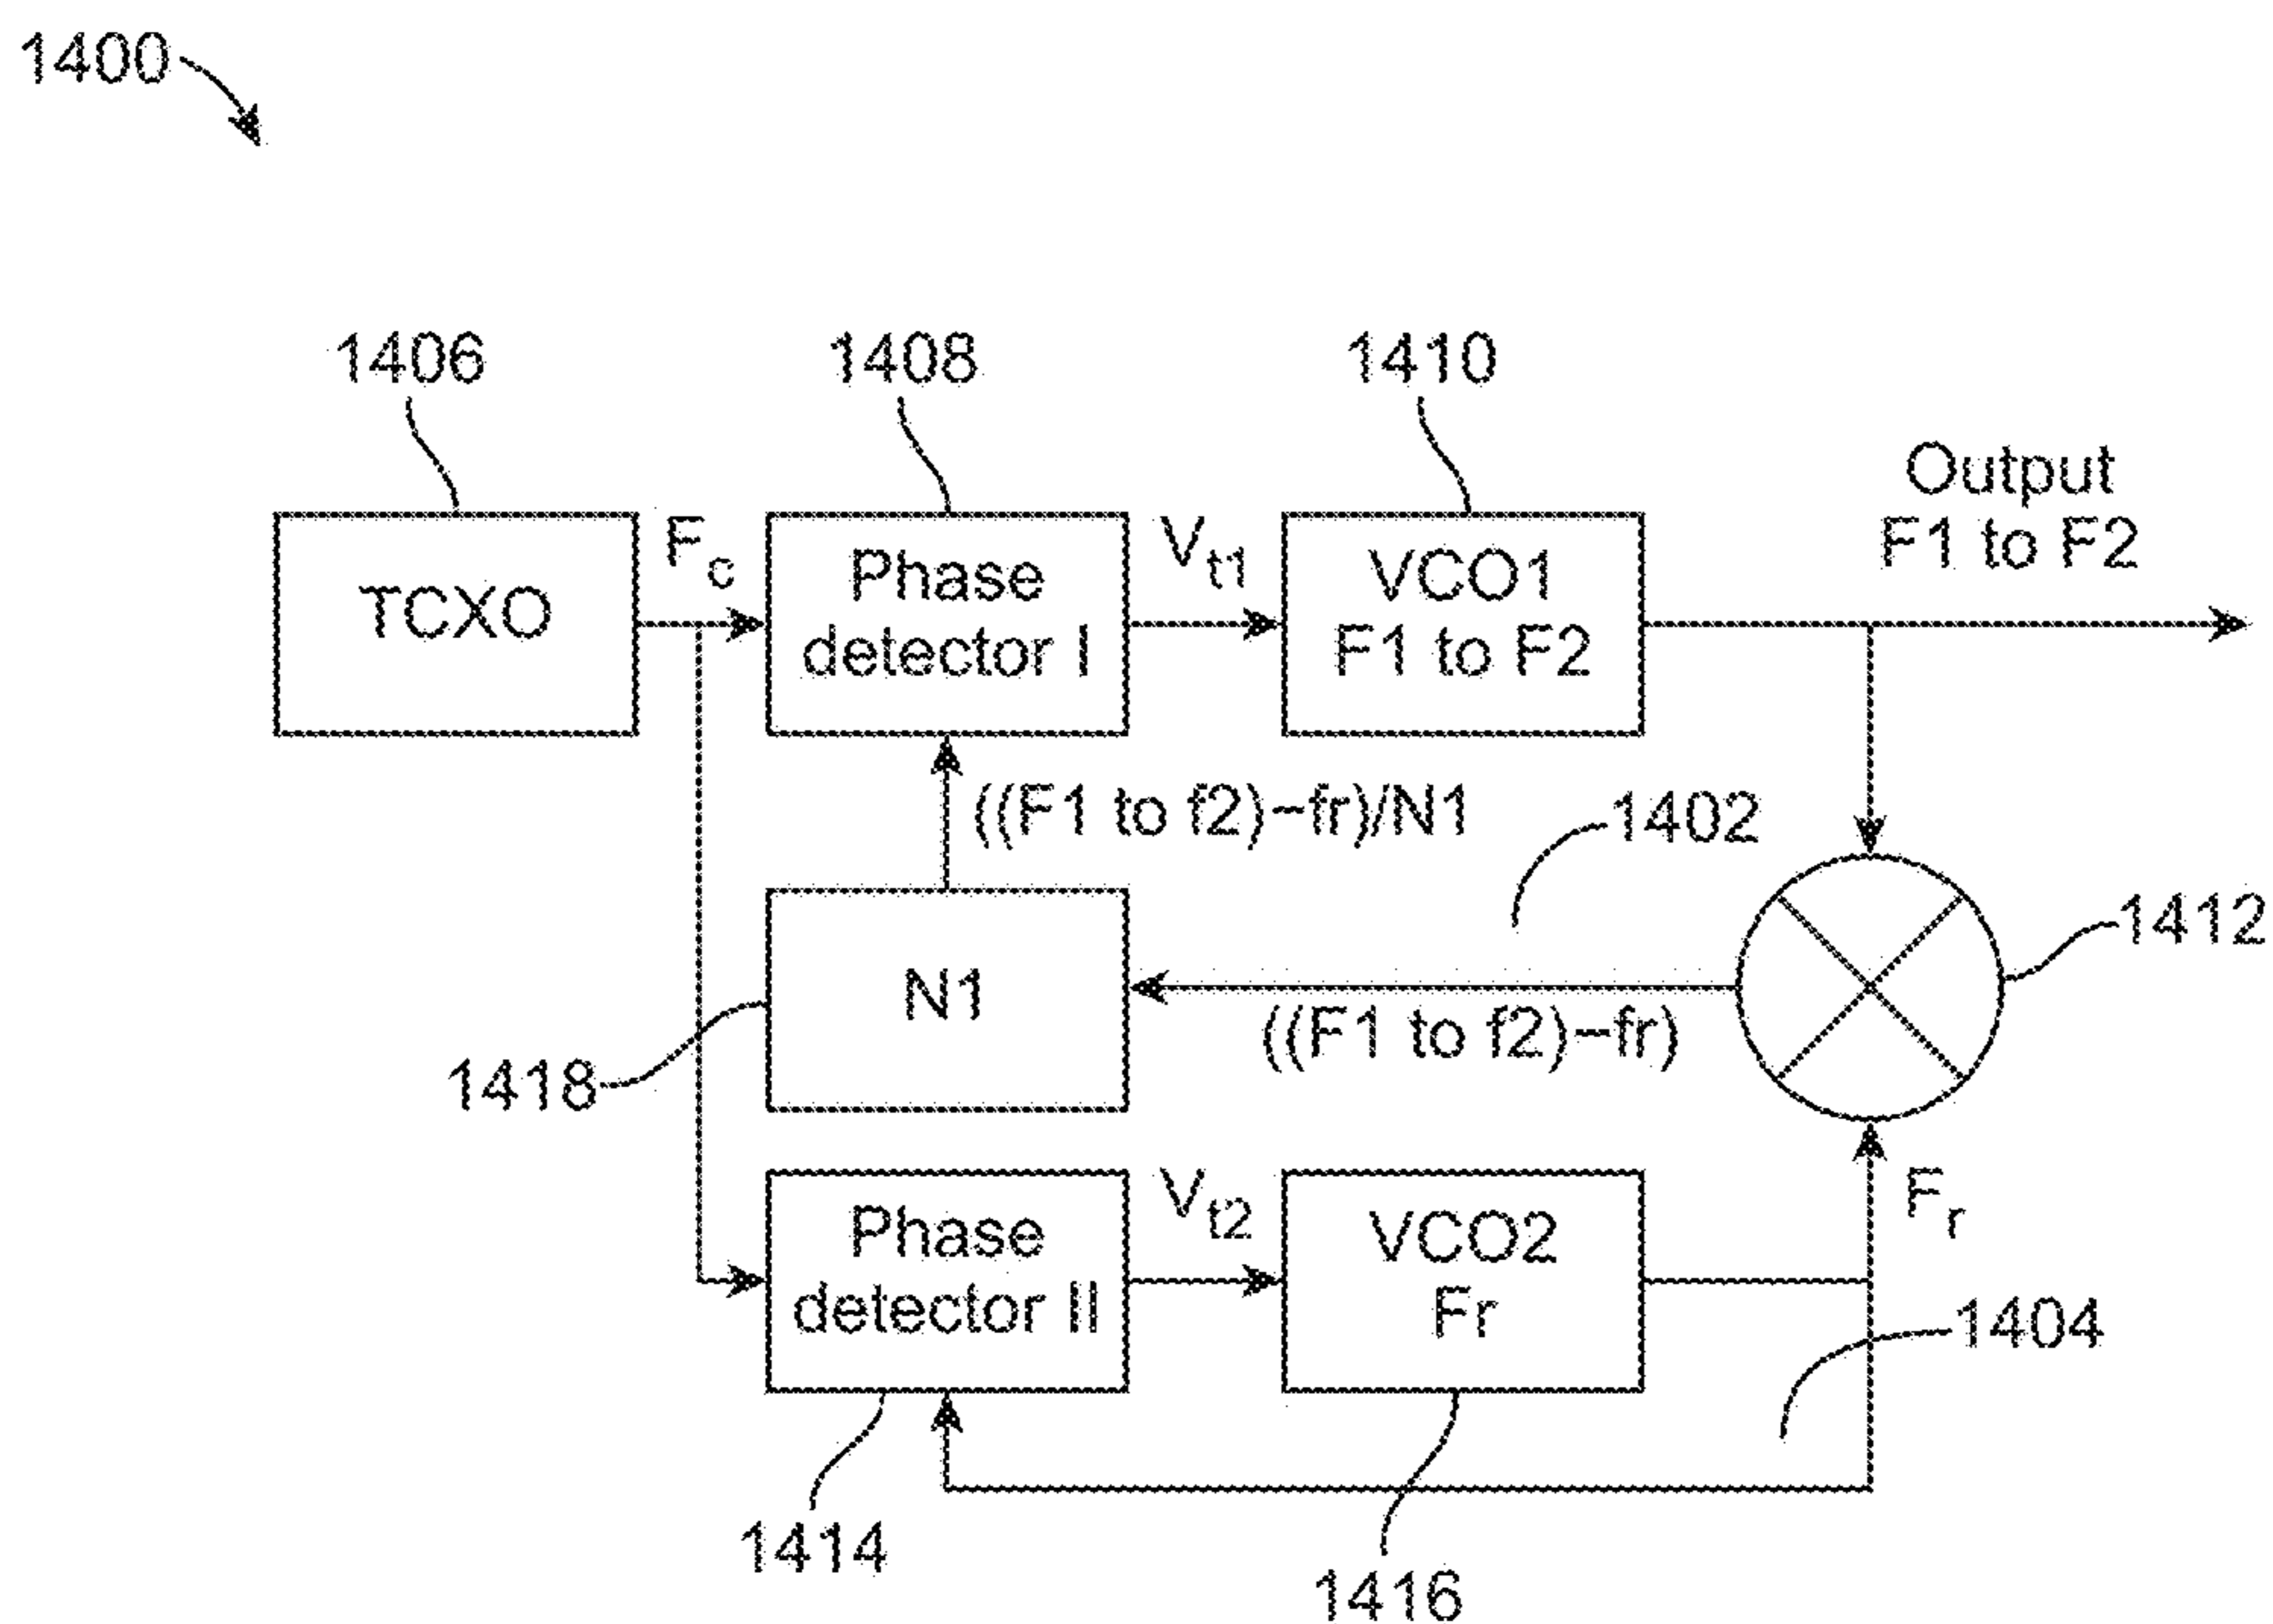 1400
1406
1408
1410
Output
F1 to F2
TCXO
Fc
Phase
detector I
Vt1
VCO1
F1 to F2
((F1 to f2)–fr)/N1
1402
1412
N1
((F1 to f2)–fr)
1418
Phase
detector II
Vt2
VCO2
Fr
Fr
1404
1414
1416